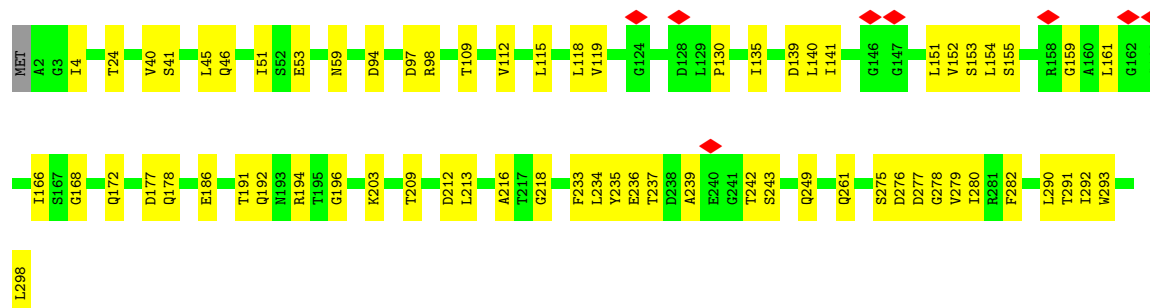 MET A2 G3 I4 T24 V40 S41 L45 Q46 I51 S52 E53 N59 D94 D97 R98 T109 V112 L115 L118 V119 G124 D128 L129 P130 I135 D139 L140 I141 G146 G147 L151 V152 S153 L154 S155 R158 G159 A160 L161 G162
I166 S167 G168 Q172 D177 Q178 E186 T191 Q192 N193 R194 T195 G196 K203 T209 D212 L213 A216 T217 G218 F233 L234 Y235 E236 T237 D238 A239 E240 G241 T242 S243 Q249 Q261 S275 D276 D277 G278 V279 I280 R281 F282 L290 T291 I292 W293
L298